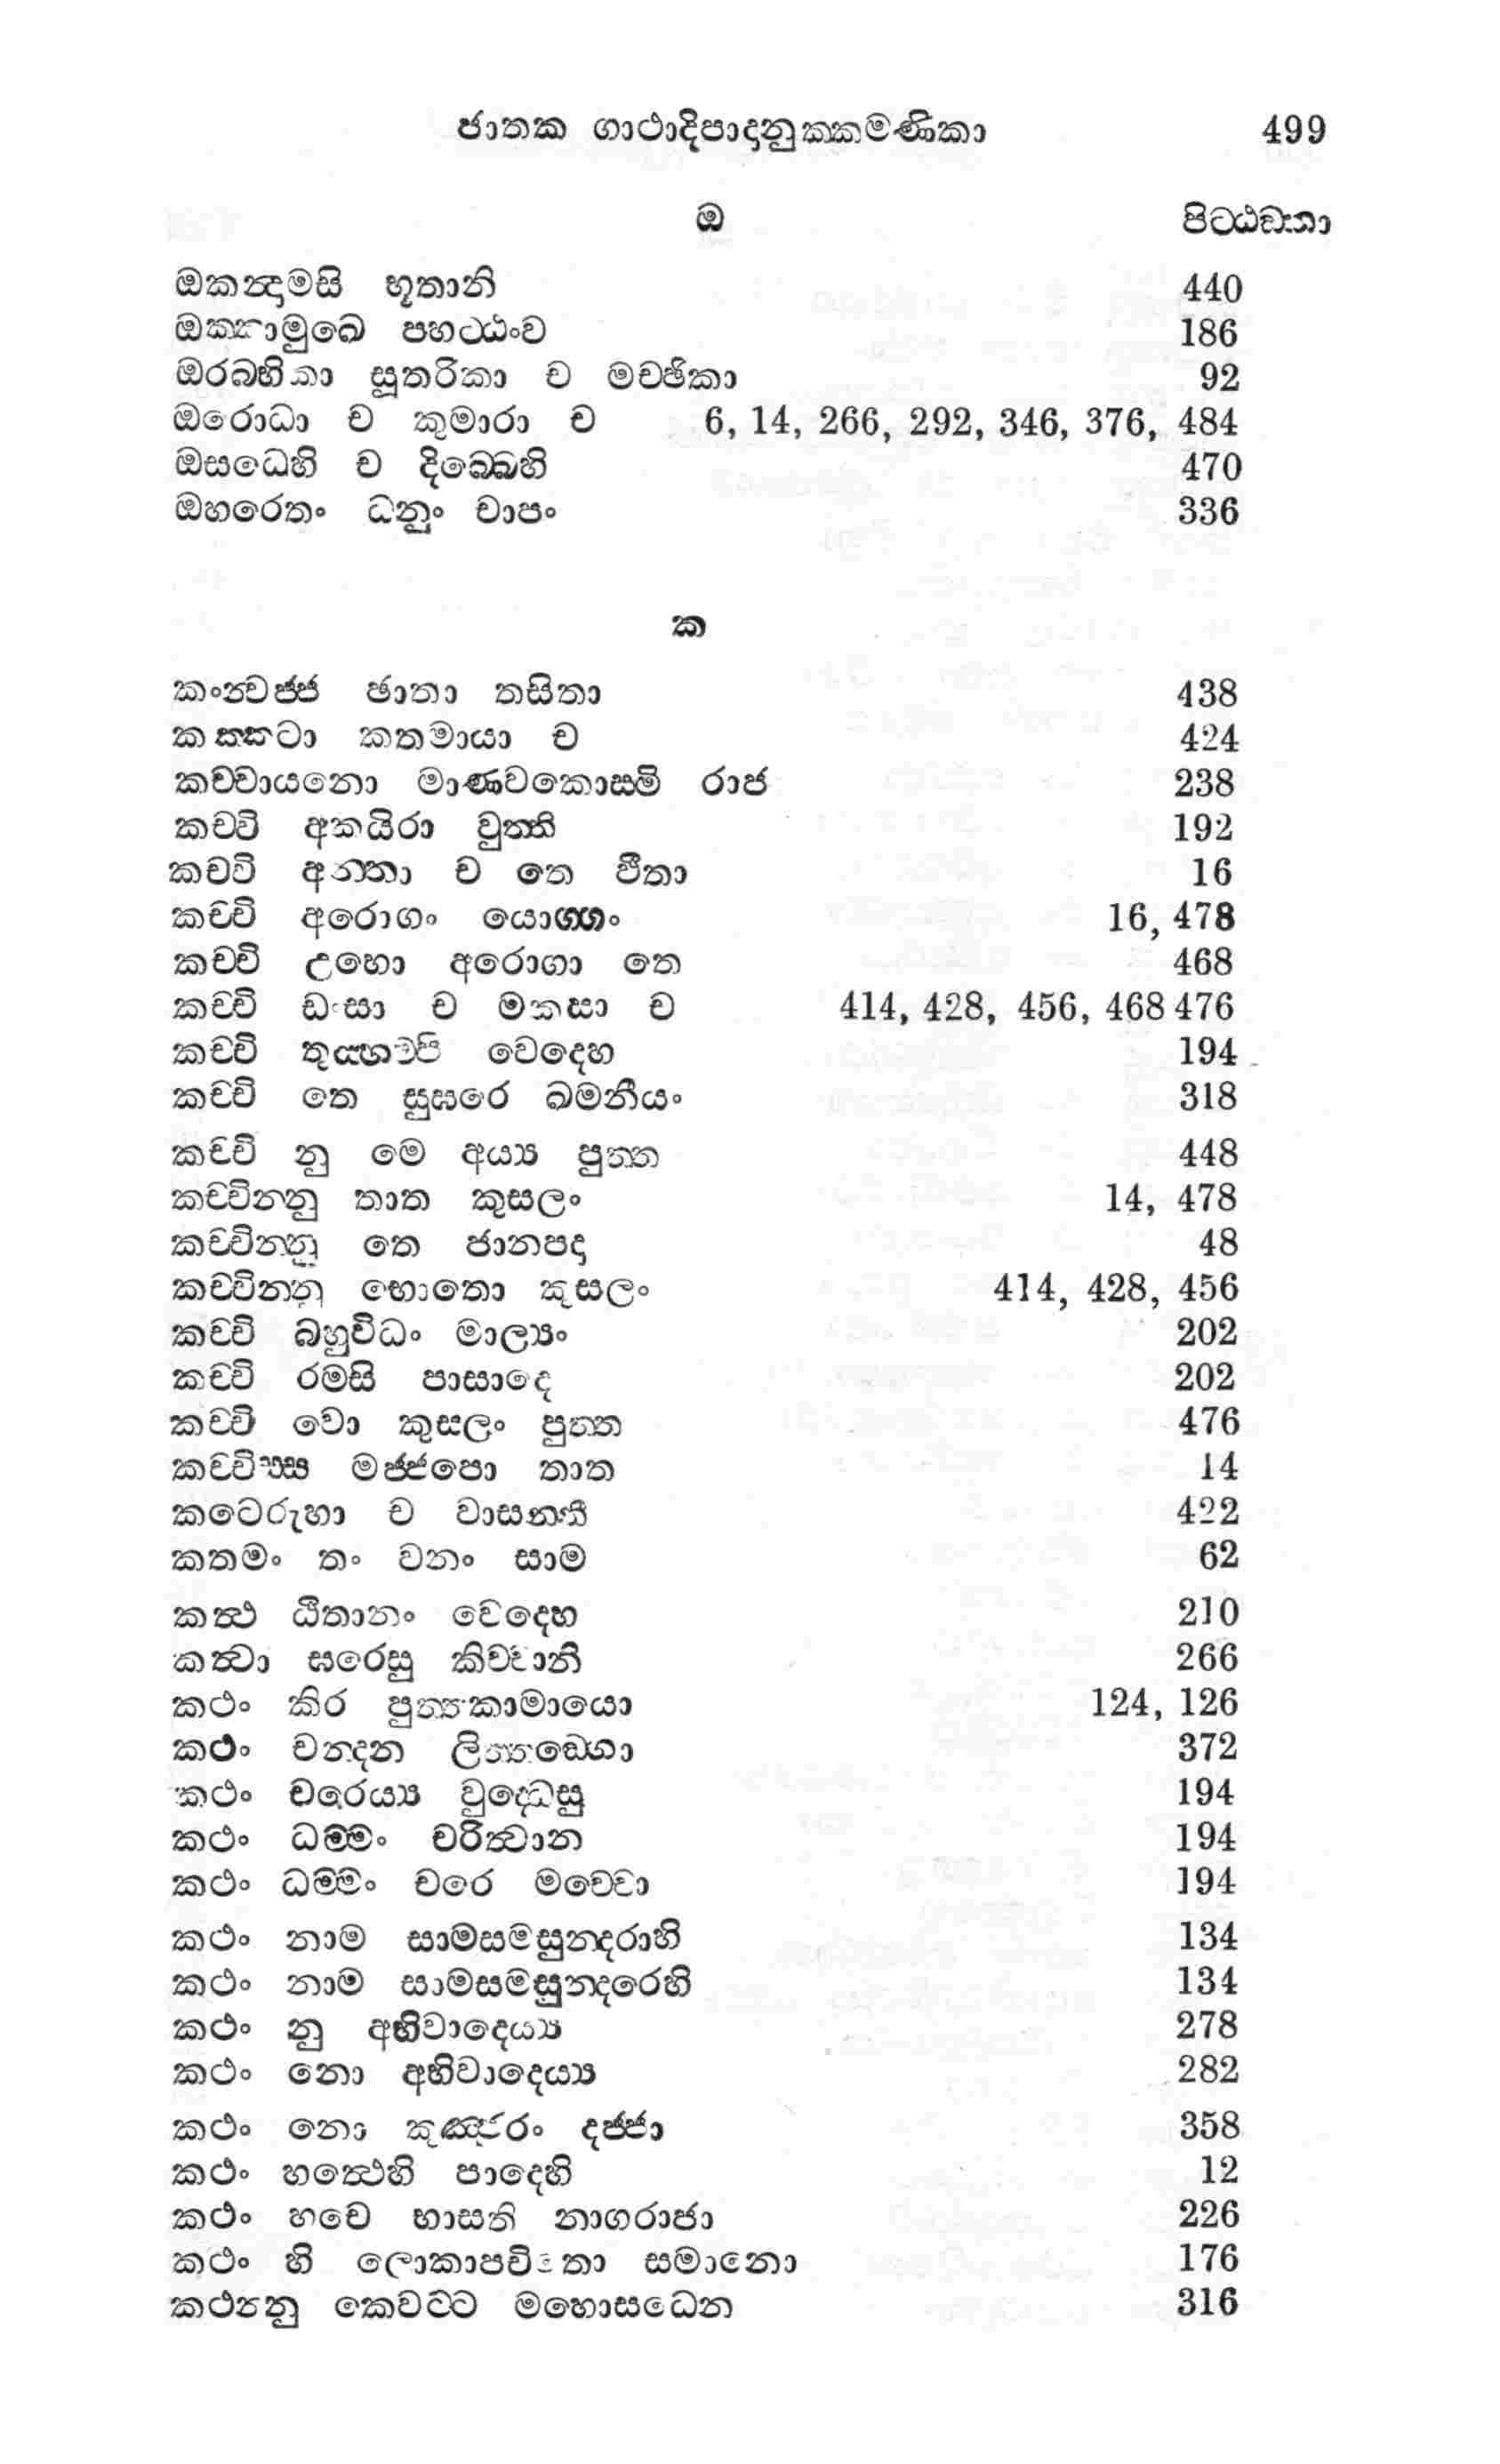 ජාතක ගාථාදිපාදානුක්කමණිකා 499
ඔ පිට්ඨඞ්කා
ඔකන්දාමසි භූතානි 440
ඔක්කාමුඛෙ පහට්ඨංව 186
ඔරබ්භිකා සූකරිකා ච මච්ඡිකා 92
ඔරොධා ච කුමාරා ච 6, 14, 266, 292, 346, 376, 484
ඔසධෙහි ච දිබ්බෙහි 470
ඔහරෙතං ධනුං චාපං 336
ක
කංන්වජ්ජ ඡාතා තසිතා 438
කක්කටා කතමායා ච 424
කච්චායනො මාණවකොස්මි රාජ 238
කච්චි අකයිරා වුත්ති 192
කච්චි අන්තා ච තෙ පීතා 16
කච්චි අරොගං යොග්ගං 16, 478
කච්චි උභො අරොගා තෙ 468
කච්චි ඩංසා ච මකසා ච 414, 428, 456, 468 476
කච්චි තුය්හම්පි වෙදෙහ 194
කච්චි තෙ සුඝරෙ ඛමනීයං 318
කච්චි නු මෙ අය්‍ය පුත්ත 448
කච්චින්නු තාත කුසලං 14, 478
කච්චින්නු තෙ ජානපදා 48
කච්චින්නු භොතො කුසලං 414, 428, 456
කච්චි බහුවිධං මාල්‍යං 202
කච්චි රමසි පාසාදෙ 202
කච්චි වො කුසලං පුත්ත 476
කච්චිස්ස මජ්ජපො තාත 14
කටෙරුහා ච වාසන්තී 422
කතමං තං වනං සාම 62
කත්ථ ඨිතානං වෙදෙහ 210
කත්වා ඝරෙසු කිච්චානි 266
කථං කිර පුත්තකාමායො 124, 126
කථං චන්දන ලිත්තඞ්ගො 372
කථං චරෙය්‍ය වුද්ධෙසු 194
කථං ධම්මං චරිත්වාන 194
කථං ධම්මං චරෙ මච්චො 194
කථං නාම සාමසමසුන්දරාහි 134
කථං නාම සාමසමසුන්දරෙහි 134
කථං නු අභිවාදෙය්‍ය 278
කථං නො අභිවාදෙය්‍ය 282
කථං නො කුඤ්ජරං දජ්ජා 358
කථං හත්ථෙහි පාදෙහි 12
කථං හවෙ භාසති නාගරාජා 226
කථං හි ලොකාපචිතො සමානො 176
කථන්නු කෙවට්ට මහොසධෙන 316